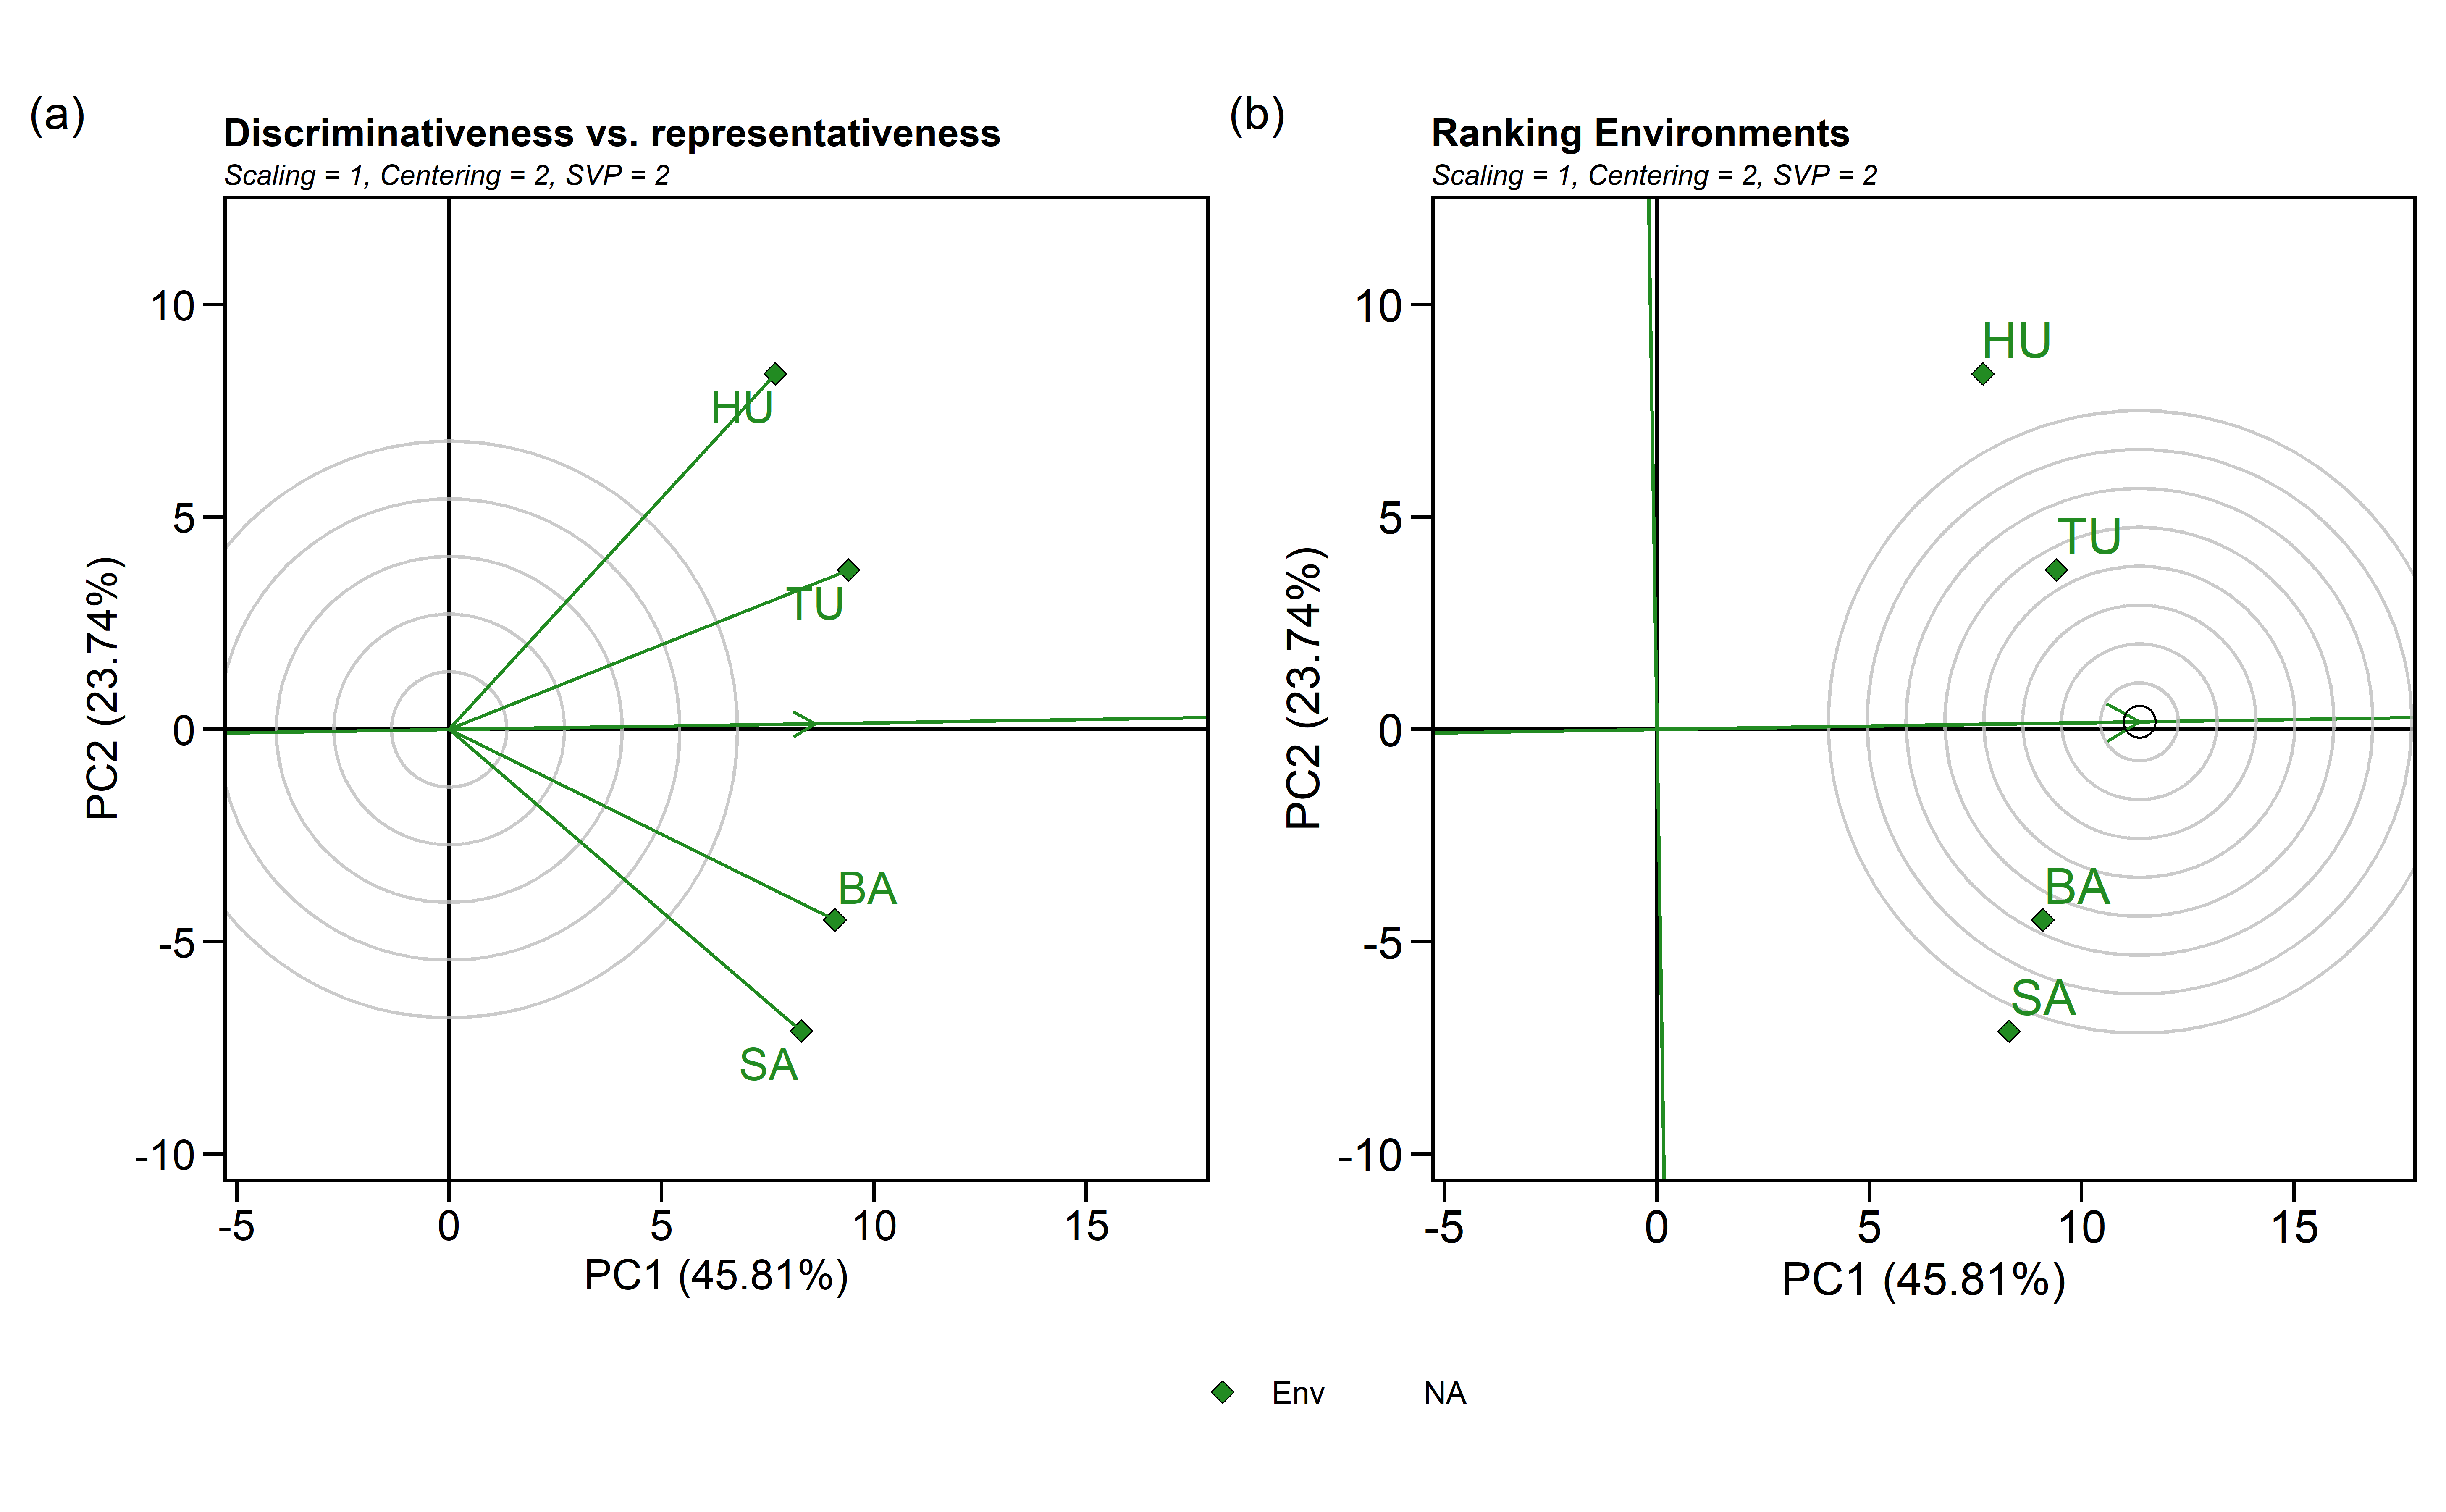 (a)
Discriminativeness vs. representativeness
Scaling = 1, Centering = 2, SVP = 2
10
5
0
-5
-10
PC2 (23.74%)
HU
TU
BA
SA
-5
0
5
10
15
PC1 (45.81%)
(b)
Ranking Environments
Scaling = 1, Centering = 2, SVP = 2
10
5
0
-5
-10
PC2 (23.74%)
HU
TU
BA
SA
-5
0
5
10
15
PC1 (45.81%)
Env
NA